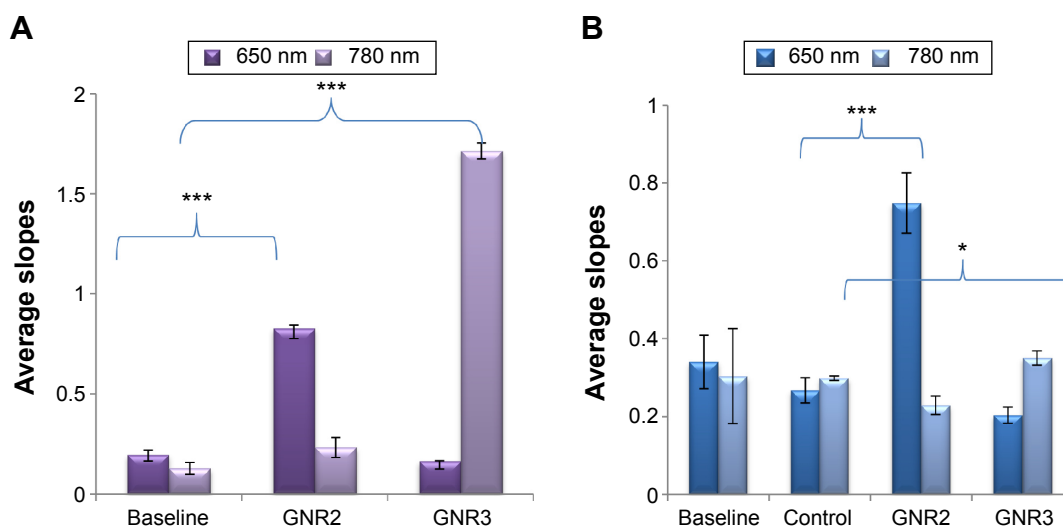 A
650 nm 780 nm
Average slopes
2
1.5
1
0.5
0
***
***
Baseline GNR2 GNR3
B
650 nm 780 nm
Average slopes
1
0.8
0.6
0.4
0.2
0
***
*
Baseline Control GNR2 GNR3